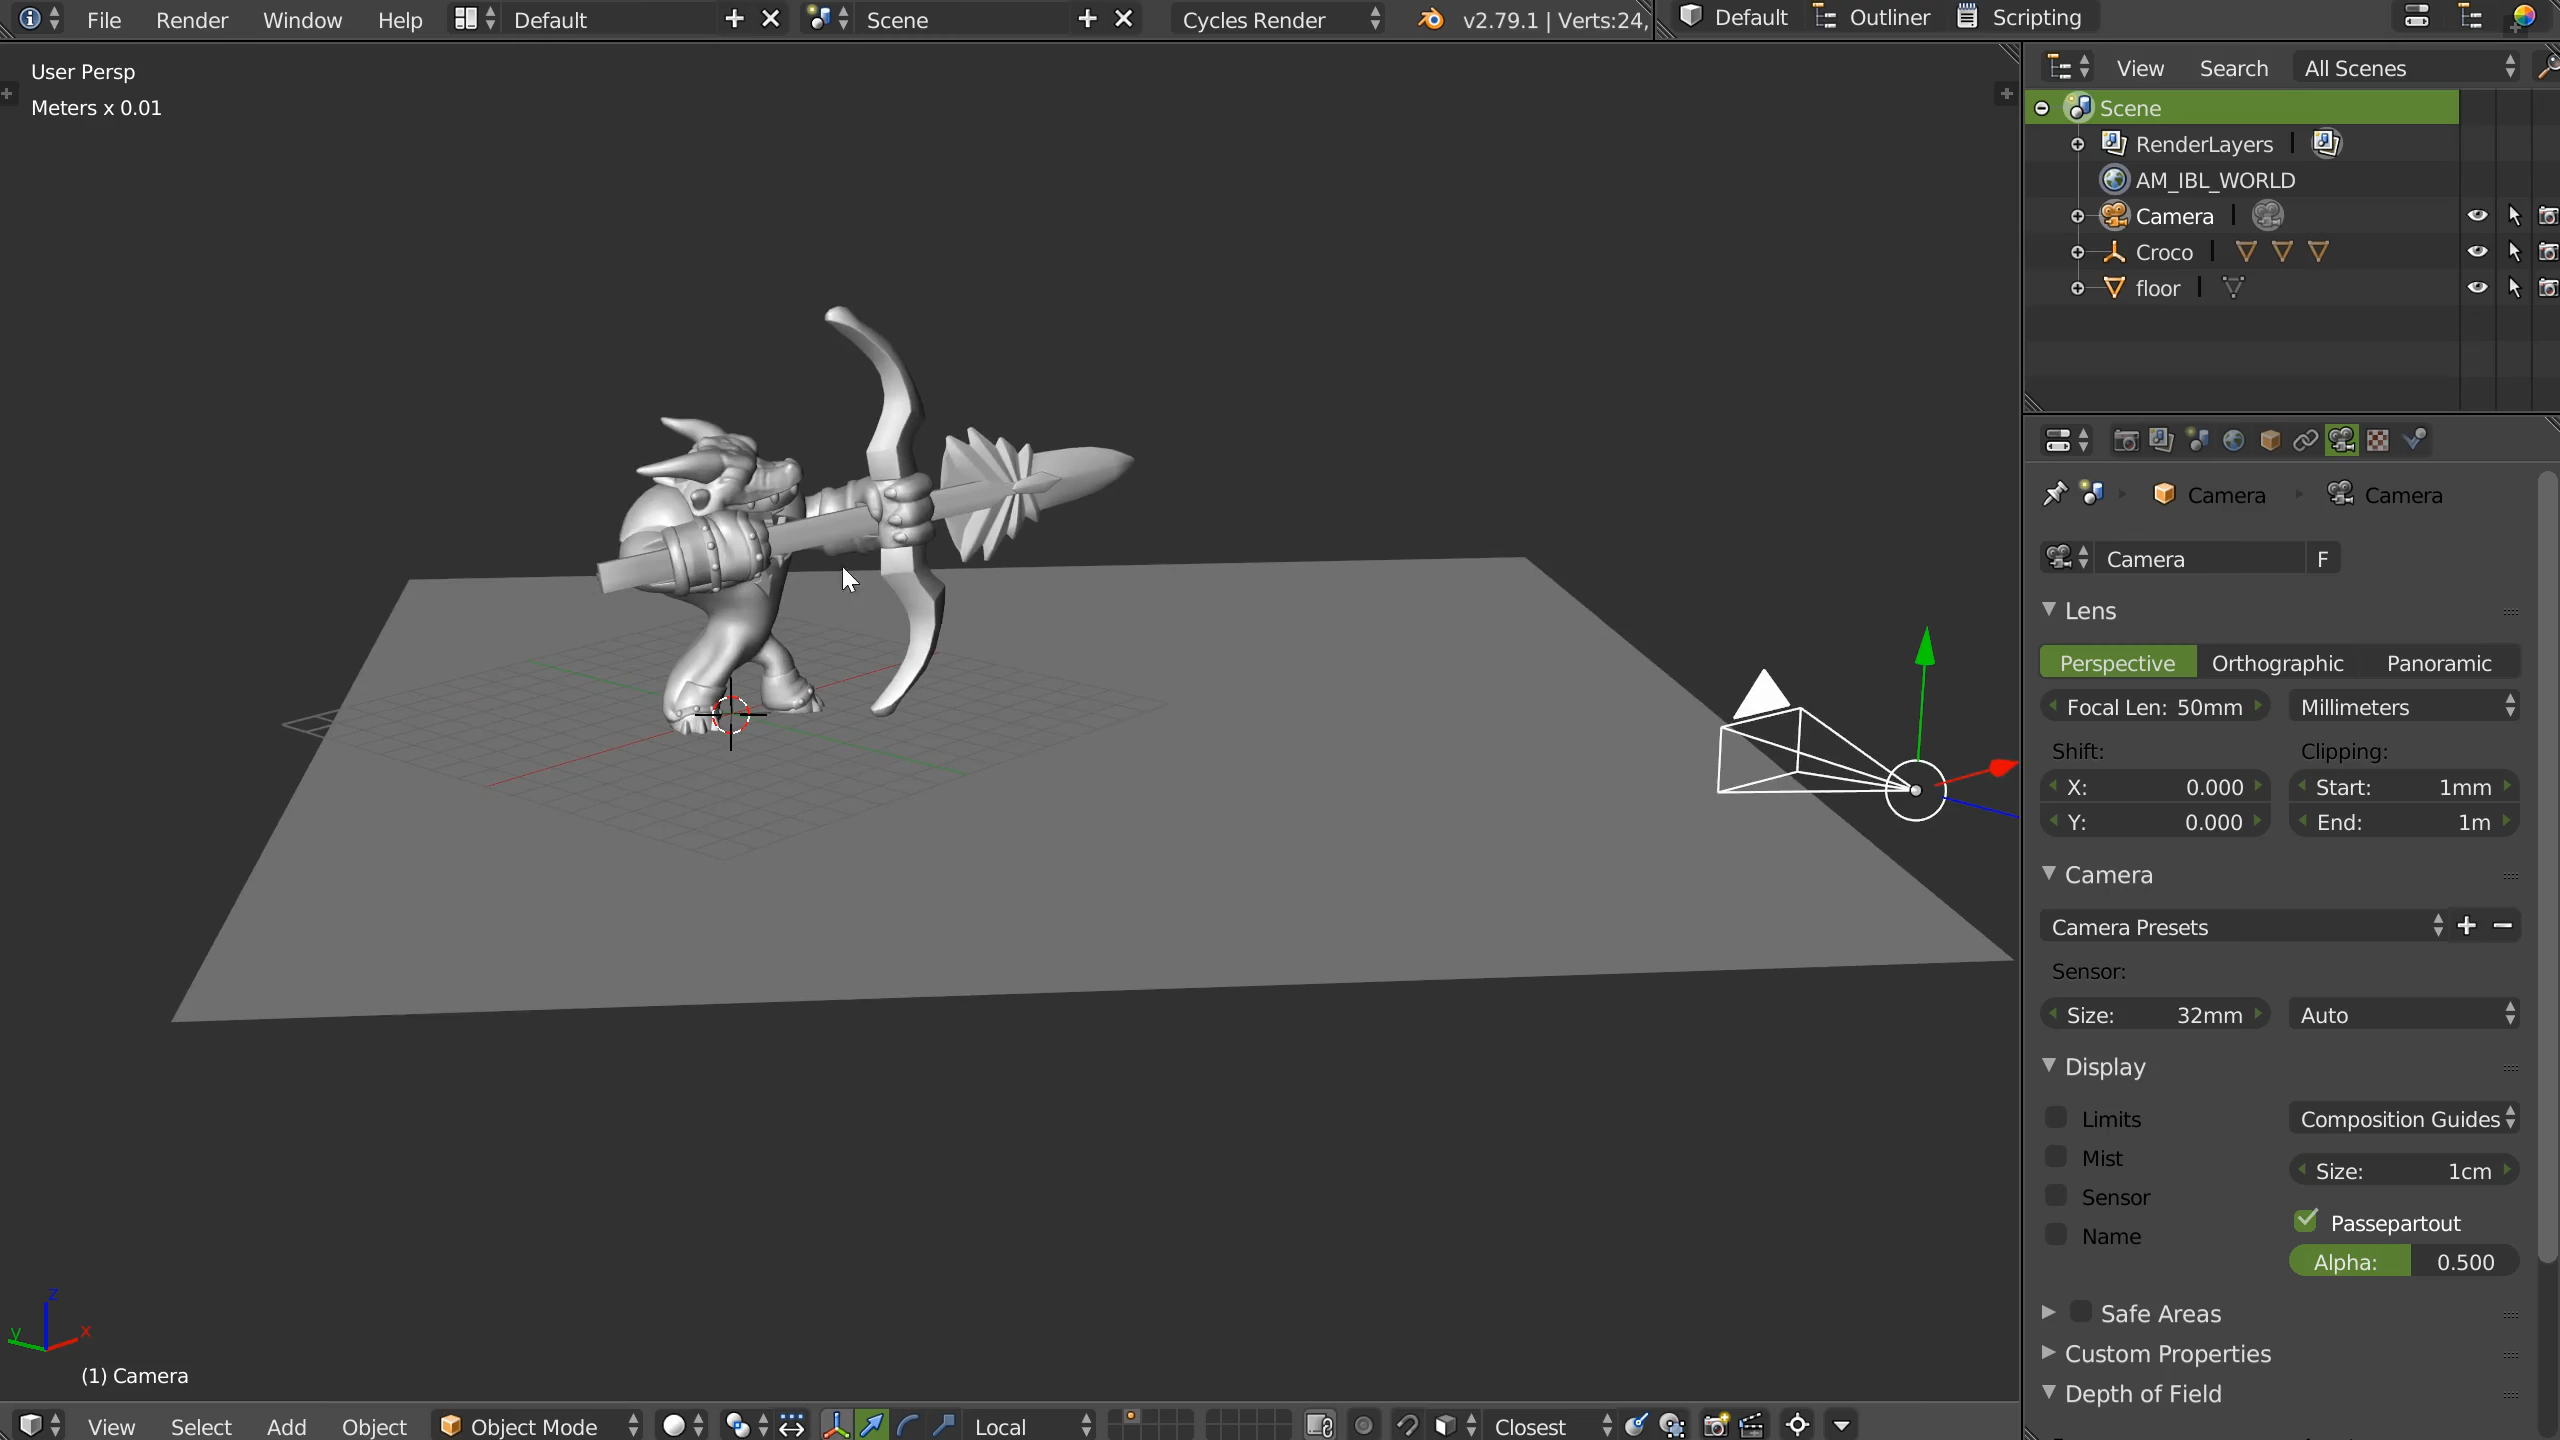 File Render Window Help Default Scene Cycles Render v2.79.1 | Verts:24, Default Outliner Scripting
User Persp
Meters x 0.01
View Search All Scenes
Scene
RenderLayers
AM_IBL_WORLD
Camera
Croco
floor
Camera Camera
Camera F
Lens
Perspective Orthographic Panoramic
Focal Len: 50mm Millimeters
Shift: Clipping:
X: 0.000 Start: 1mm
Y: 0.000 End: 1m
Camera
Camera Presets
Sensor:
Size: 32mm Auto
Display
Limits Composition Guides
Mist
Size: 1cm
Sensor
Passepartout
Name
Alpha: 0.500
Safe Areas
Custom Properties
Depth of Field
z
y x
(1) Camera
View Select Add Object Object Mode Local Closest